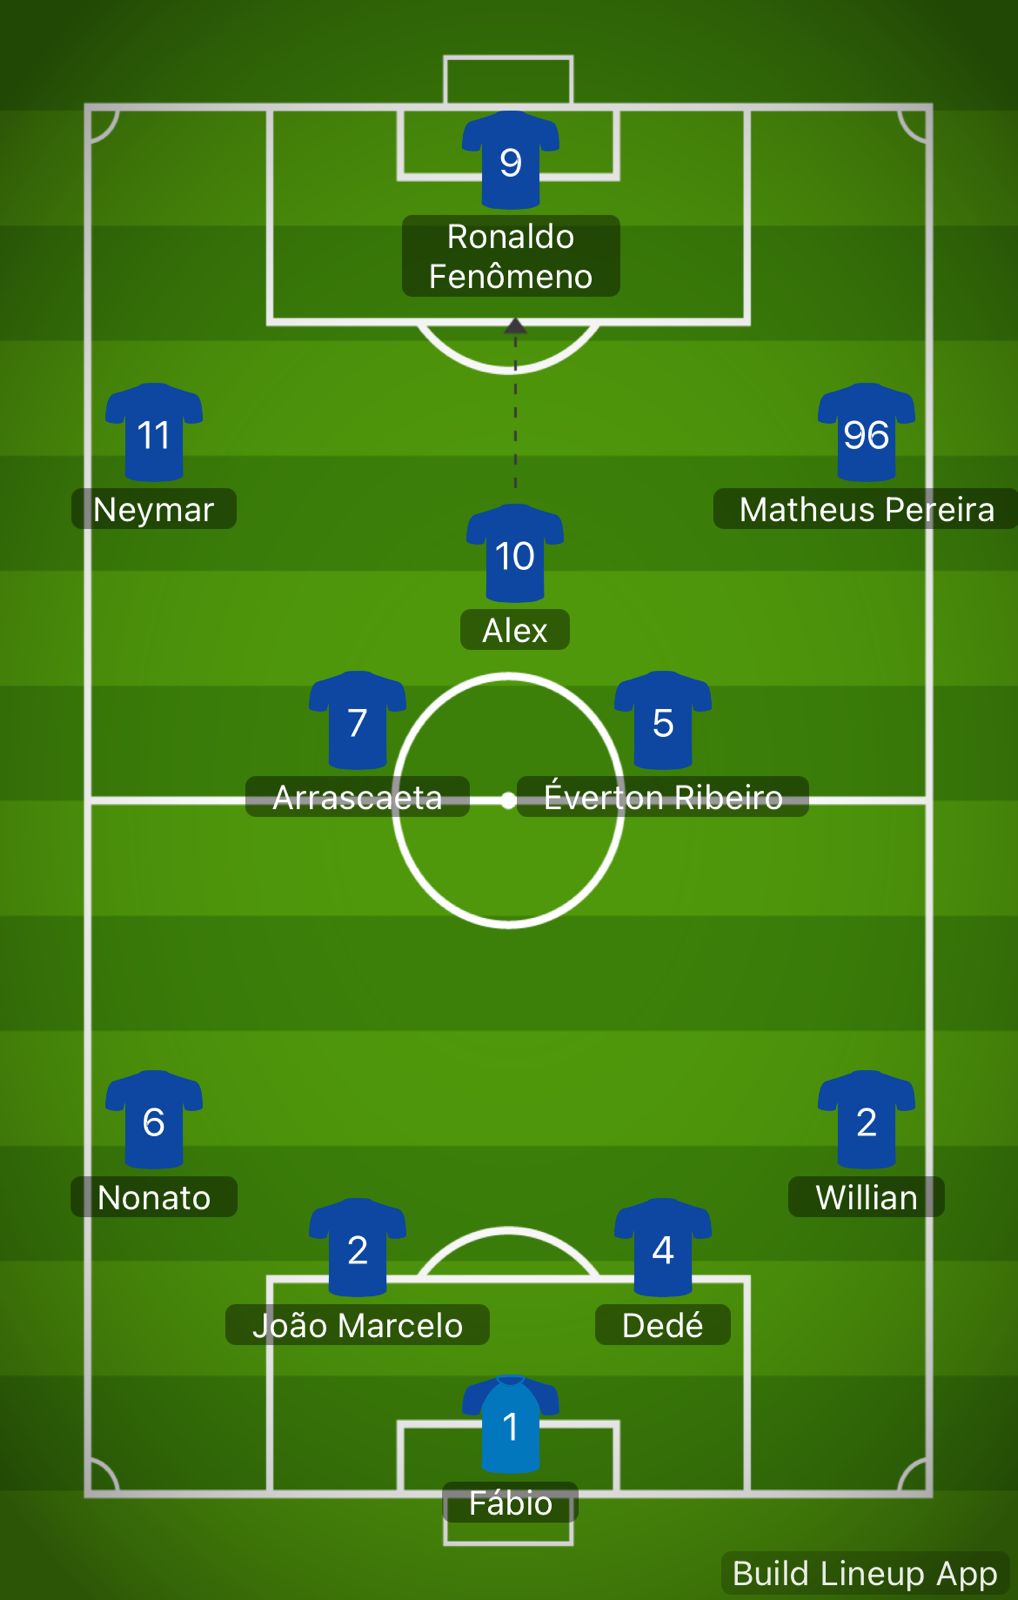 9
Ronaldo
Fenômeno
11
96
Neymar
Matheus Pereira
10
Alex
7
5
Arrascaeta
Éverton Ribeiro
6
2
Nonato
Willian
2
4
João Marcelo
Dedé
1
Fábio
Build Lineup App